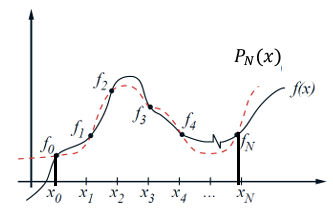 P_N(x)
f(x)
f_2
f_0 f_1 f_3 f_4 f_N
x_0 x_1 x_2 x_3 x_4 ... x_N